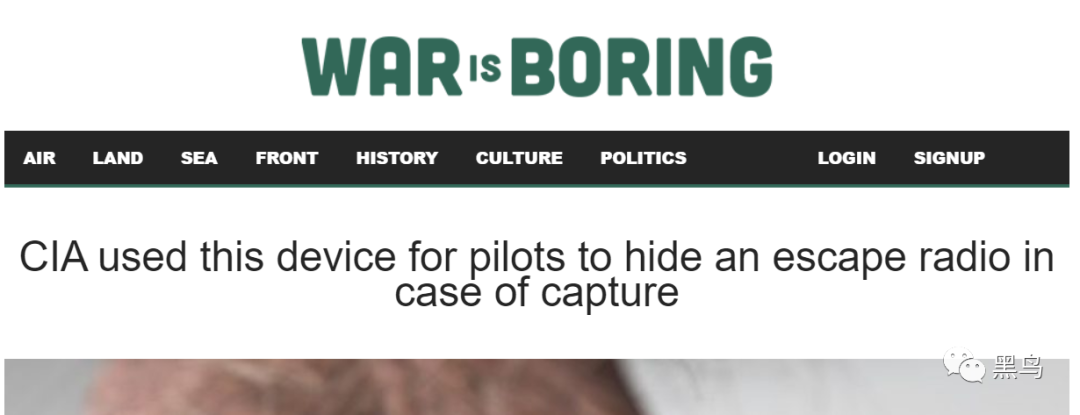 WAR IS BORING
AIR LAND SEA FRONT HISTORY CULTURE POLITICS LOGIN SIGNUP
CIA used this device for pilots to hide an escape radio in
case of capture
黑鸟